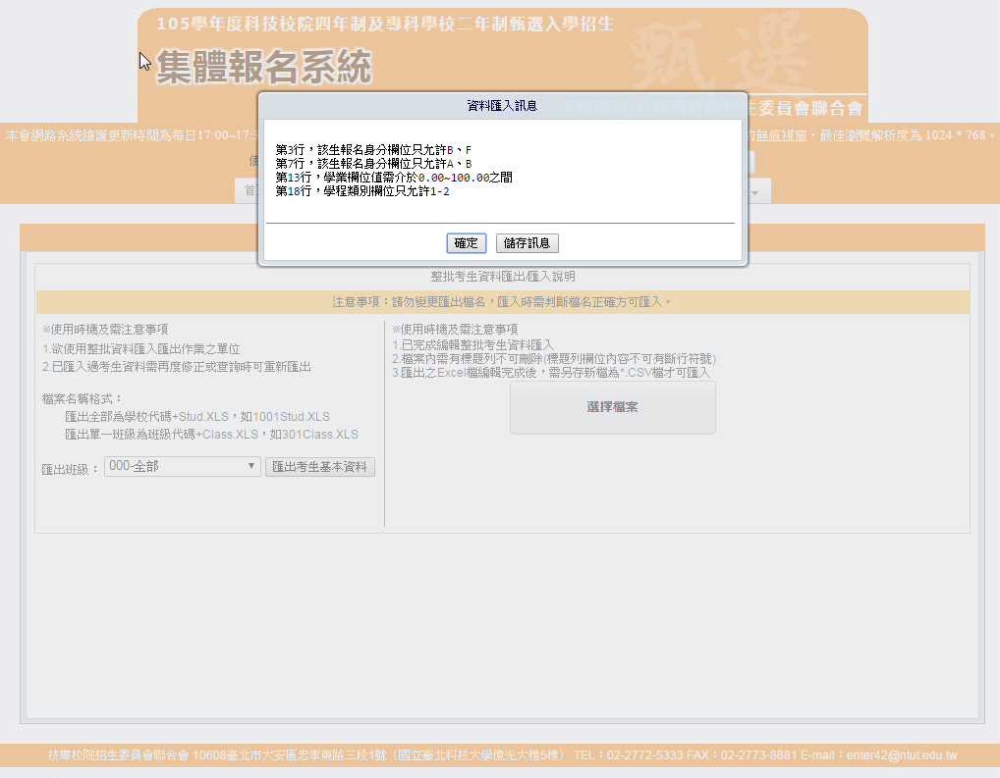 105學年度科技校院四年制及專科學校二年制甄選入學招生
甄選
集體報名系統
資料匯入訊息
生委員會聯合會
本會網路系統維護更新時間為每日17:00~17:
的無痕視窗，最佳瀏覽解析度為 1024 * 768。
第3行，該生報名身分欄位只允許B、F
第7行，該生報名身分欄位只允許A、B
第13行，學業欄位值需介於0.00~100.00之間
第18行，學程類別欄位只允許1-2
使
首
確定 儲存訊息
整批考生資料匯出/匯入說明
注意事項：請勿變更匯出檔名，匯入時需判斷檔名正確方可匯入。
※使用時機及需注意事項
1.欲使用整批資料匯入匯出作業之單位
2.已匯入過考生資料需再度修正或查詢時可重新匯出
檔案名稱格式：
匯出全部為學校代碼+Stud.XLS，如1001Stud.XLS
匯出單一班級為班級代碼+Class.XLS，如301Class.XLS
匯出班級： 000-全部 匯出考生基本資料
※使用時機及需注意事項
1.已完成編輯整批考生資料匯入
2.檔案內需有標題列不可刪除(標題列欄位內容不可有斷行符號)
3.匯出之Excel檔編輯完成後，需另存新檔為*.CSV檔才可匯入
選擇檔案
技專校院招生委員會聯合會 10608臺北市大安區忠孝東路三段1號（國立臺北科技大學億光大樓5樓） TEL：02-2772-5333 FAX：02-2773-8881 E-mail：enter42@ntut.edu.tw